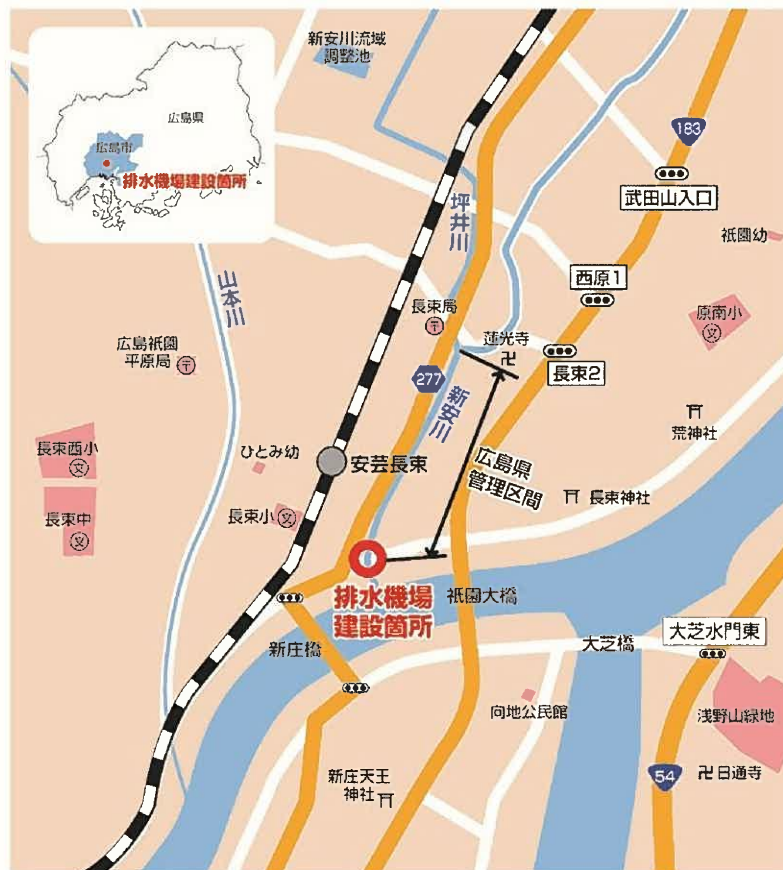 新安川流域
調整池
広島県
広島市
排水機場建設箇所
183
武田山入口
坪井川
祇園幼
西原1
山本川
長束局
原南小
文
広島祇園
平原局
蓮光寺
長束2
277
新安川
荒神社
長束西小
文
ひとみ幼
安芸長束
広島県
管理区間
長束神社
長束中
文
長束小
文
排水機場
建設箇所
祇園大橋
新庄橋
大芝橋
大芝水門東
向地公民館
浅野山緑地
新庄天王
神社
54
日通寺